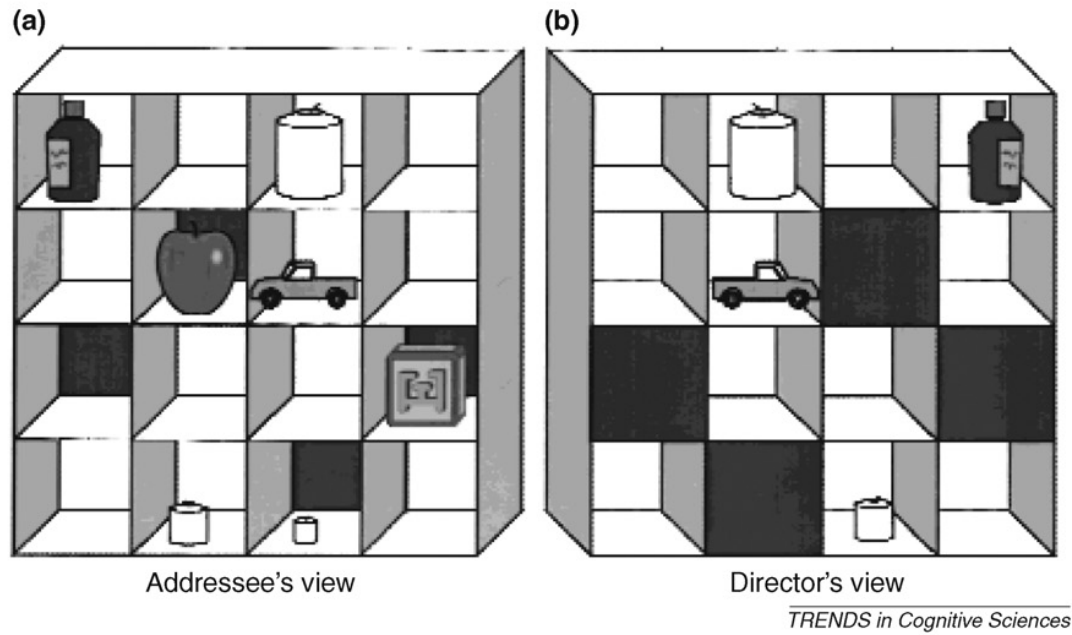 (a)
(b)
Addressee's view
Director's view
TRENDS in Cognitive Sciences